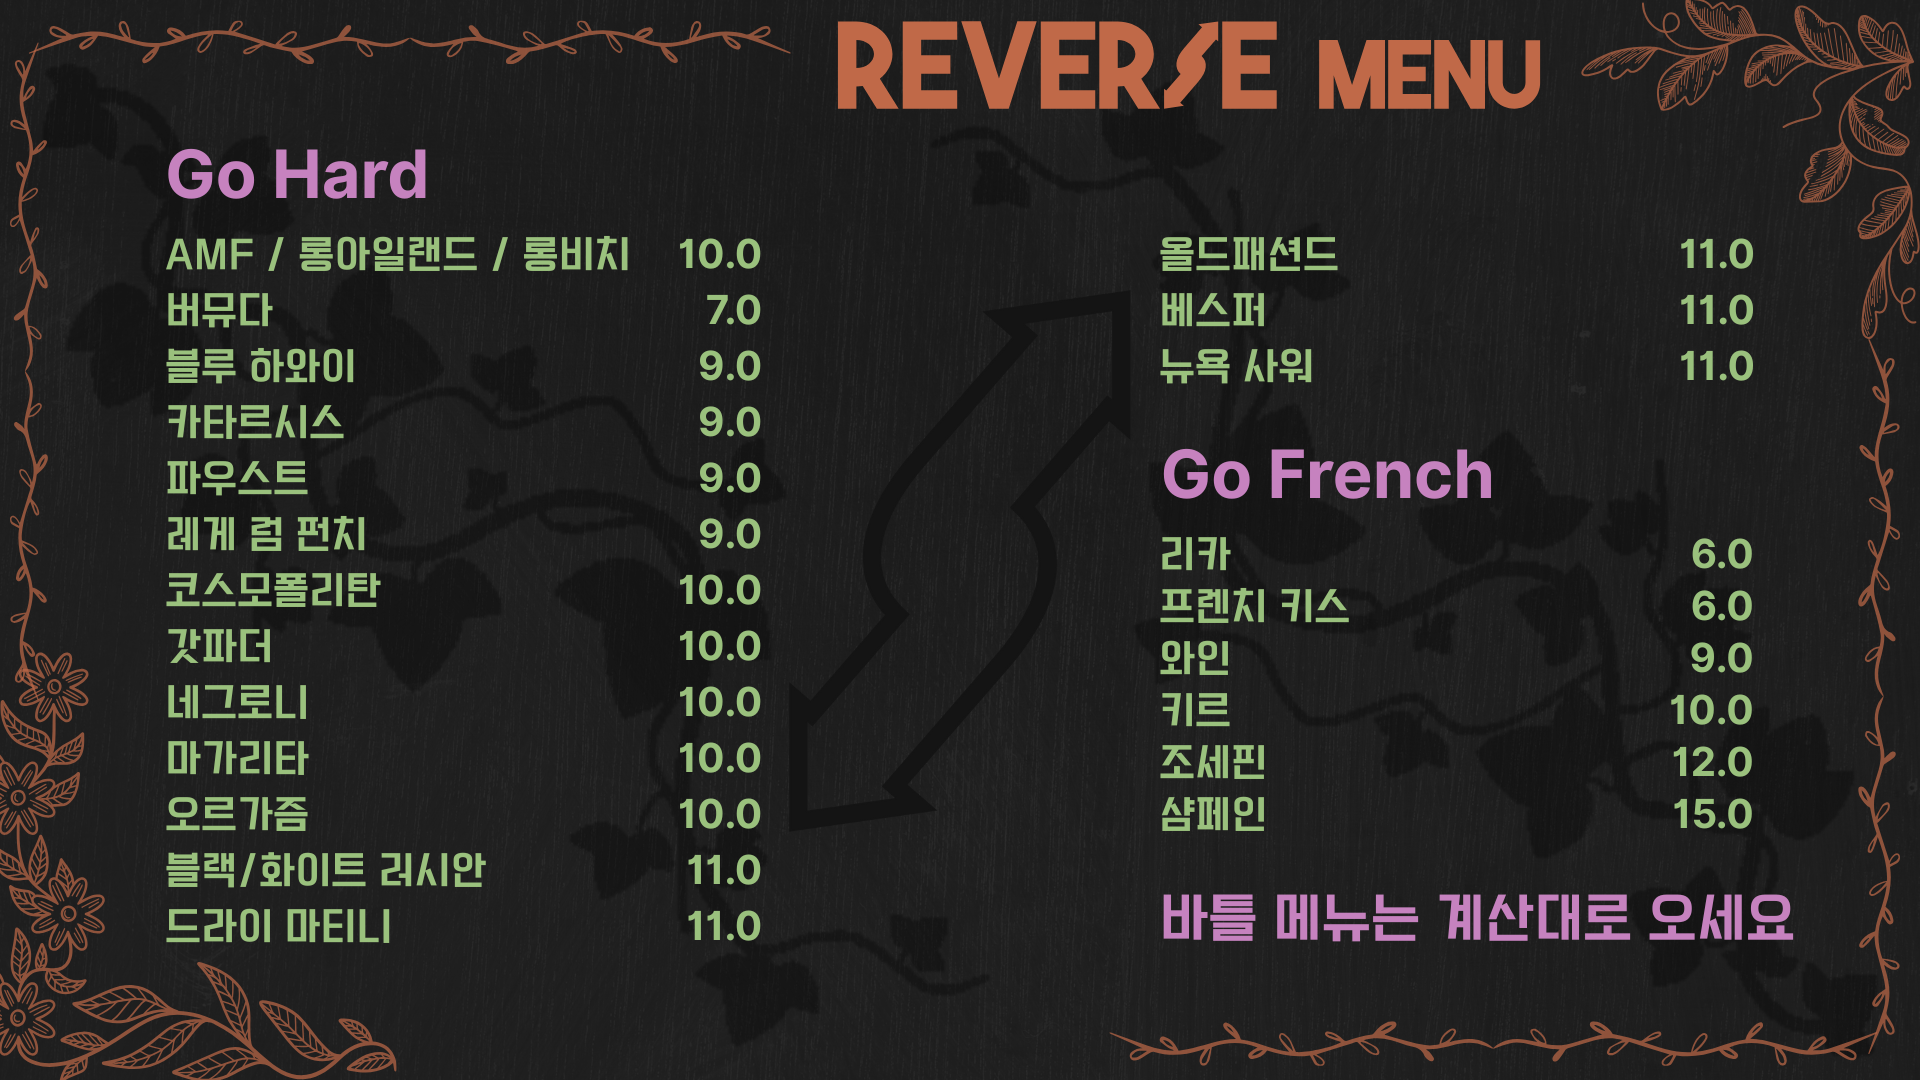 REVERSE MENU
Go Hard
AMF / 롱아일랜드 / 롱비치 10.0
버뮤다 7.0
블루 하와이 9.0
카타르시스 9.0
파우스트 9.0
레게 럼 펀치 9.0
코스모폴리탄 10.0
갓파더 10.0
네그로니 10.0
마가리타 10.0
오르가즘 10.0
블랙/화이트 러시안 11.0
드라이 마티니 11.0
올드패션드 11.0
베스퍼 11.0
뉴욕 사워 11.0
Go French
리카 6.0
프렌치 키스 6.0
와인 9.0
키르 10.0
조세핀 12.0
샴페인 15.0
바틀 메뉴는 계산대로 오세요